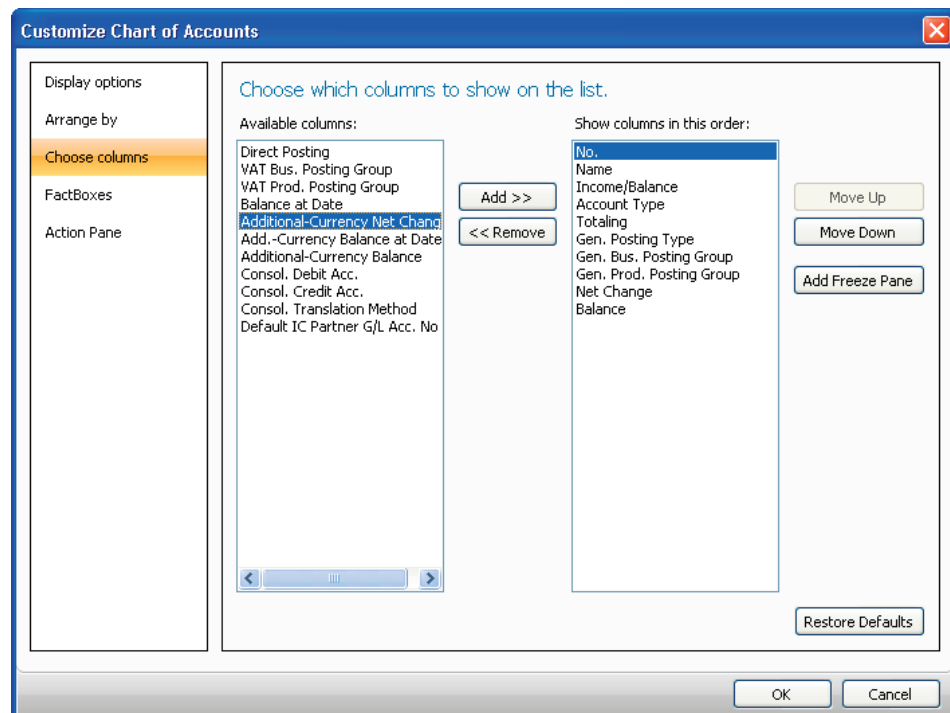 Customize Chart of Accounts
Display options
Arrange by
Choose columns
FactBoxes
Action Pane
Choose which columns to show on the list.
Available columns:
Direct Posting
VAT Bus. Posting Group
VAT Prod. Posting Group
Balance at Date
Additional-Currency Net Chang
Add.-Currency Balance at Date
Additional-Currency Balance
Consol. Debit Acc.
Consol. Credit Acc.
Consol. Translation Method
Default IC Partner G/L Acc. No
Add >>
<< Remove
Show columns in this order:
No.
Name
Income/Balance
Account Type
Totaling
Gen. Posting Type
Gen. Bus. Posting Group
Gen. Prod. Posting Group
Net Change
Balance
Move Up
Move Down
Add Freeze Pane
Restore Defaults
OK
Cancel